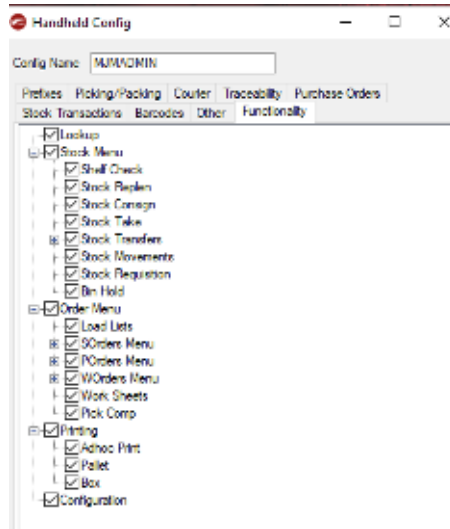 Handheld Config
Config Name MJMADMIN
Prefixes Picking/Packing Courier Traceability Purchase Orders
Stock Transactions Barcodes Other Functionality
Lookup
Stock Menu
Shelf Check
Stock Replen
Stock Consign
Stock Take
Stock Transfers
Stock Movements
Stock Requisition
Bin Hold
Order Menu
Load Lists
SOrders Menu
POrders Menu
WOrders Menu
Work Sheets
Pick Comp
Printing
Adhoc Print
Pallet
Box
Configuration